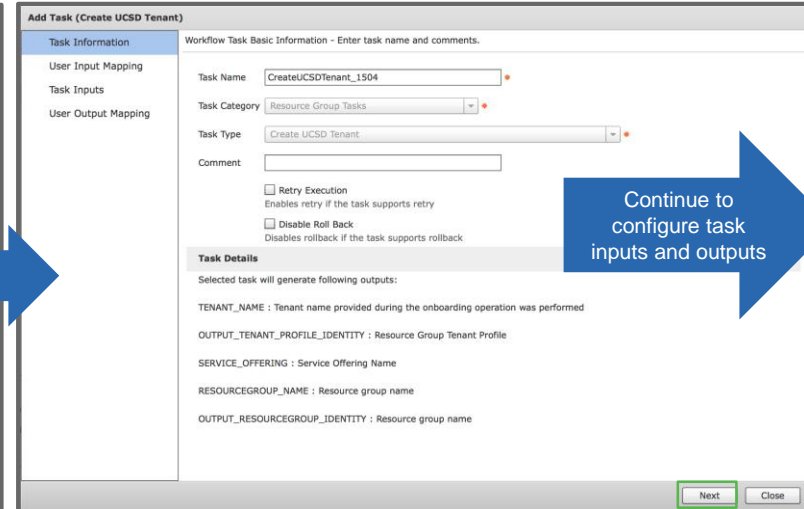 Add Task (Create UCSD Tenant)
Task Information
User Input Mapping
Task Inputs
User Output Mapping
Workflow Task Basic Information - Enter task name and comments.
Task Name CreateUCSDTenant_1504
Task Category Resource Group Tasks
Task Type Create UCSD Tenant
Comment
Retry Execution
Enables retry if the task supports retry
Disable Roll Back
Disables rollback if the task supports rollback
Task Details
Selected task will generate following outputs:
TENANT_NAME : Tenant name provided during the onboarding operation was performed
OUTPUT_TENANT_PROFILE_IDENTITY : Resource Group Tenant Profile
SERVICE_OFFERING : Service Offering Name
RESOURCEGROUP_NAME : Resource group name
OUTPUT_RESOURCEGROUP_IDENTITY : Resource group name
Next Close
Continue to
configure task
inputs and outputs